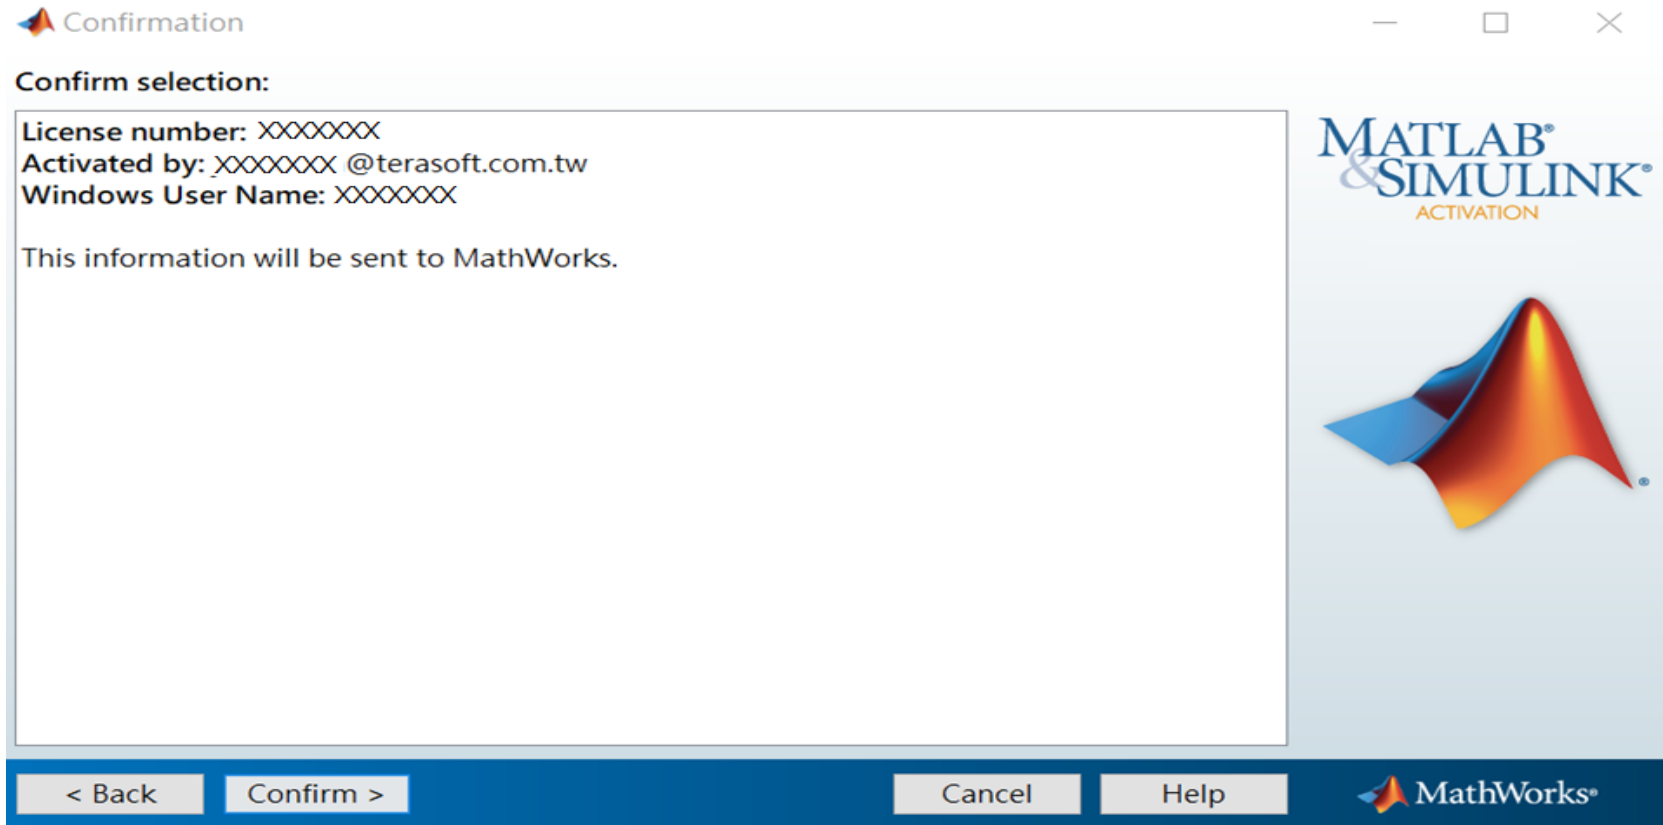 Confirmation
Confirm selection:
License number: XXXXXXX
Activated by: XXXXXXX @terasoft.com.tw
Windows User Name: XXXXXXX
This information will be sent to MathWorks.
MATLAB®
&SIMULINK®
ACTIVATION
®
< Back
Confirm >
Cancel
Help
MathWorks®